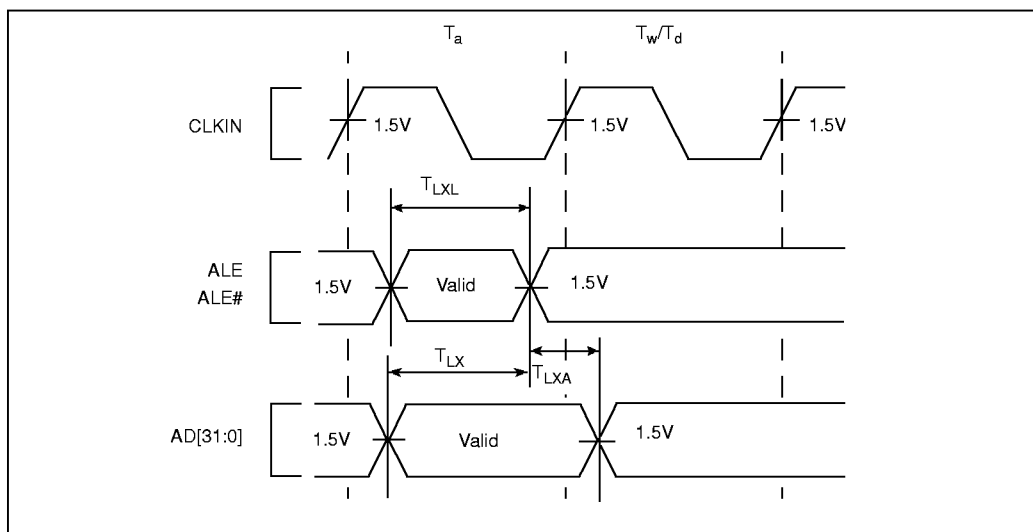 Ta Tw/Td
CLKIN 1.5V 1.5V 1.5V
TLXL
ALE
ALE# 1.5V Valid 1.5V
TLX TLXA
AD[31:0] 1.5V Valid 1.5V